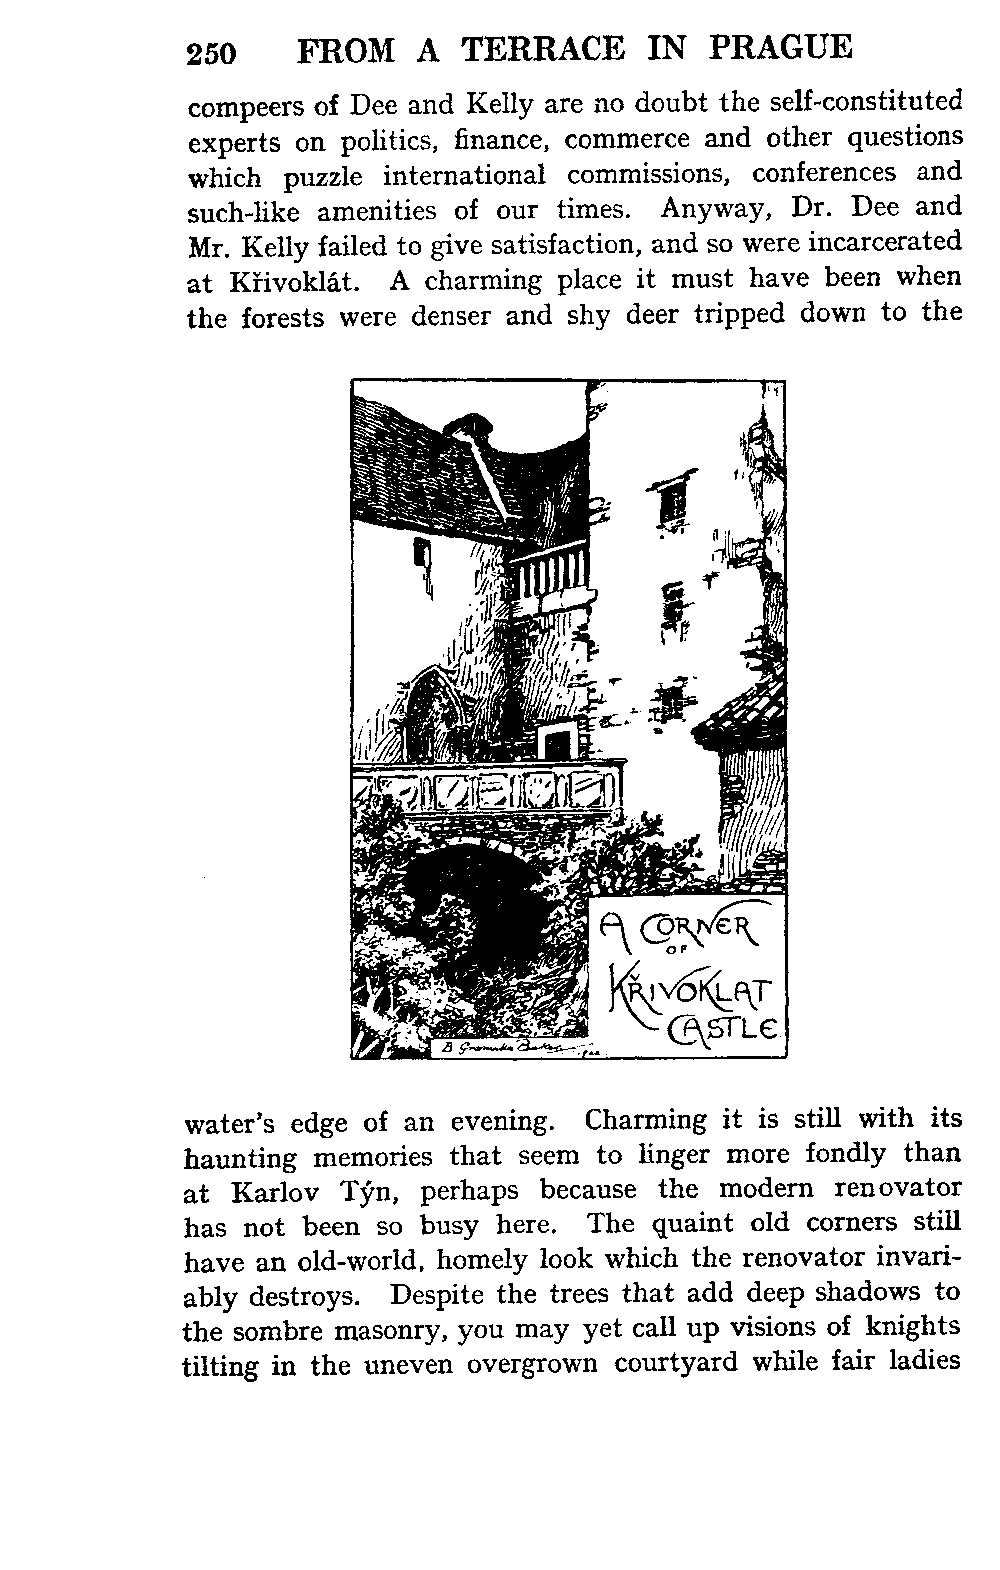 250 FROM A TERRACE IN PRAGUE
compeers of Dee and Kelly are no doubt the self-constituted
experts on politics, finance, commerce and other questions
which puzzle international commissions, conferences and
such-like amenities of our times. Anyway, Dr. Dee and
Mr. Kelly failed to give satisfaction, and so were incarcerated
at Křivoklát. A charming place it must have been when
the forests were denser and shy deer tripped down to the
A CORNER
OF
KŘIVOKLAT
CASTLE
B
water's edge of an evening. Charming it is still with its
haunting memories that seem to linger more fondly than
at Karlov Týn, perhaps because the modern renovator
has not been so busy here. The quaint old corners still
have an old-world, homely look which the renovator invari-
ably destroys. Despite the trees that add deep shadows to
the sombre masonry, you may yet call up visions of knights
tilting in the uneven overgrown courtyard while fair ladies